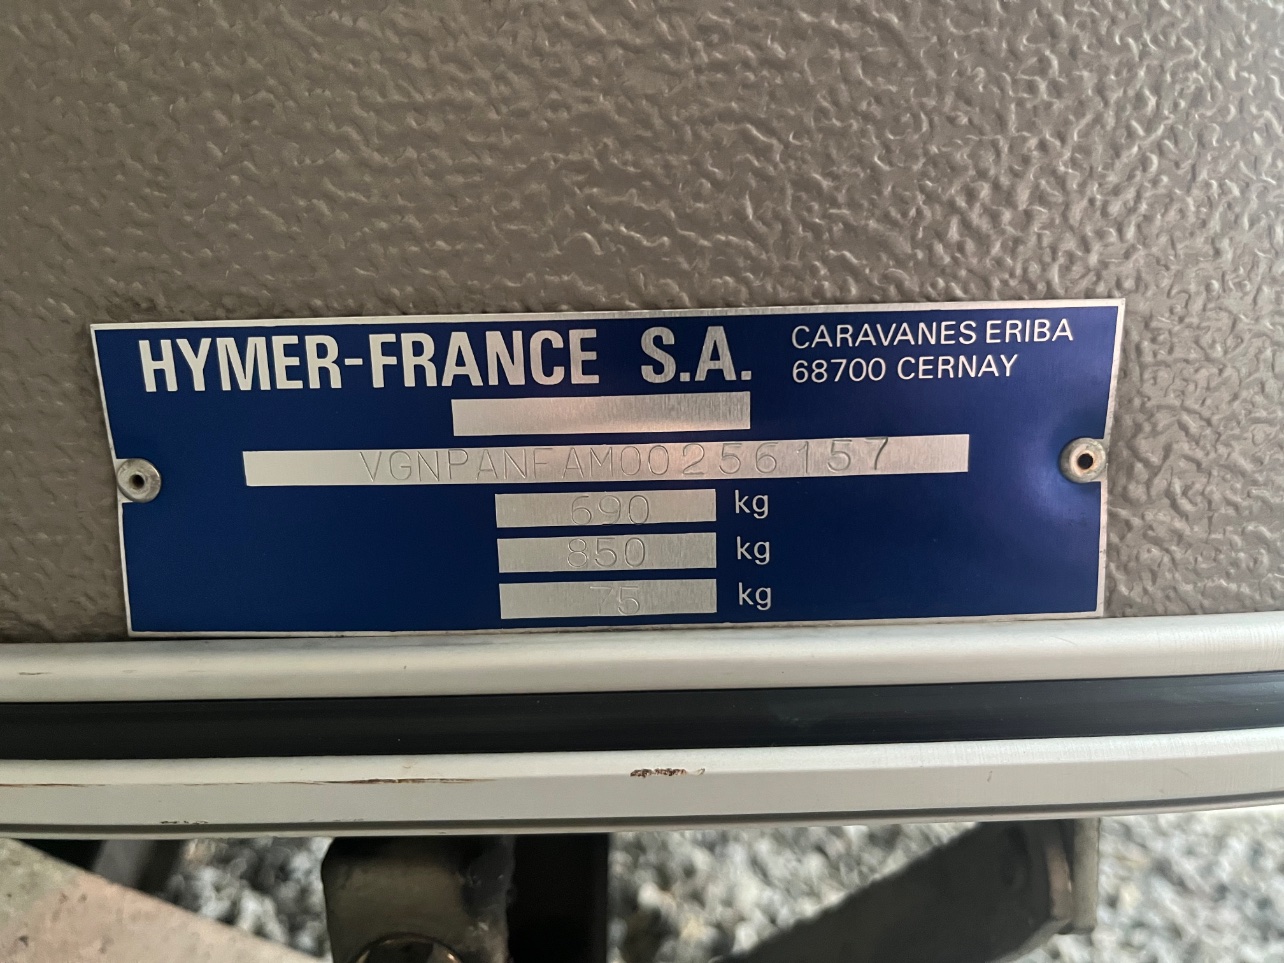 HYMER-FRANCE S.A.
CARAVANES ERIBA
68700 CERNAY
VGNPANFAM00256157
690 kg
850 kg
75 kg